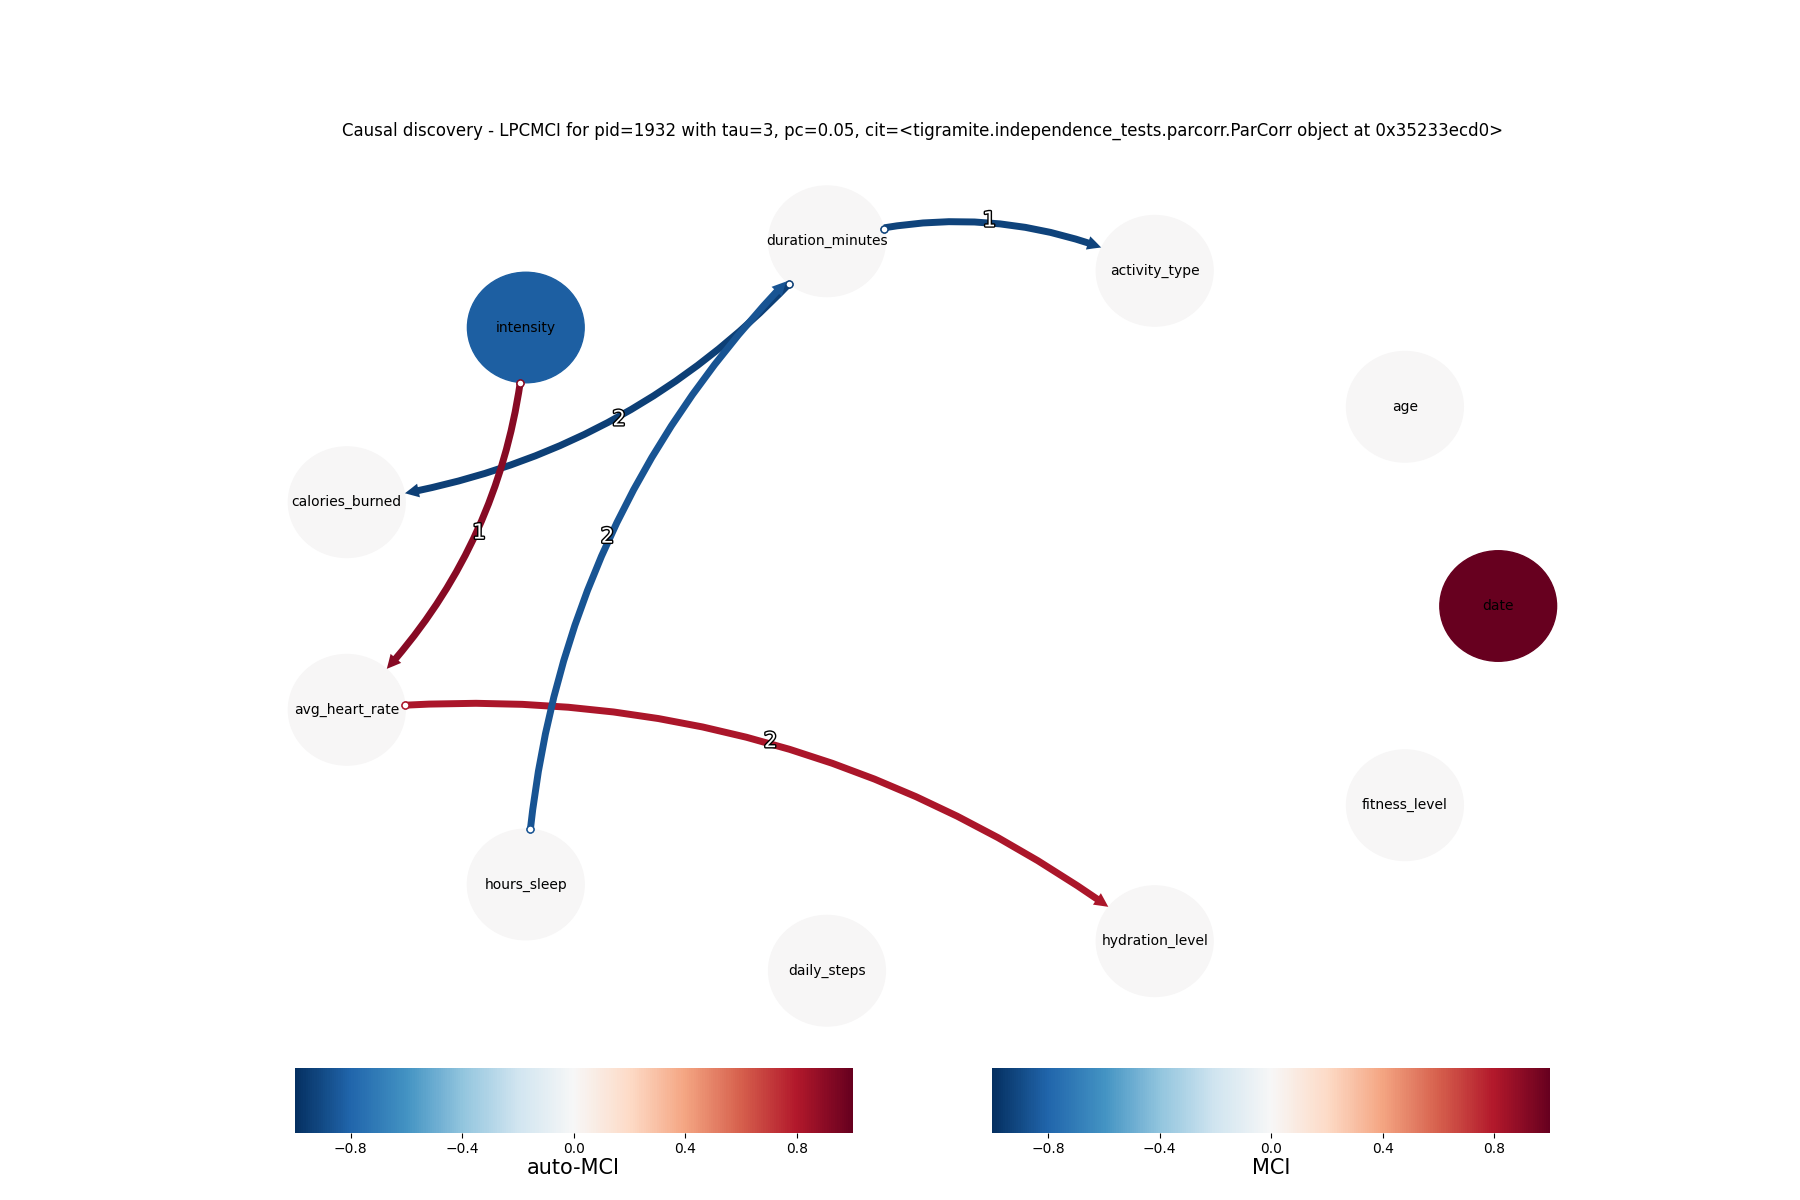 Causal discovery - LPCMCI for pid=1932 with tau=3, pc=0.05, cit=<tigramite.independence_tests.parcorr.ParCorr object at 0x35233ecd0>
1
duration_minutes
activity_type
intensity
age
2
calories_burned
1
2
date
avg_heart_rate
2
fitness_level
hours_sleep
hydration_level
daily_steps
−0.8 −0.4 0.0 0.4 0.8
auto-MCI
−0.8 −0.4 0.0 0.4 0.8
MCI